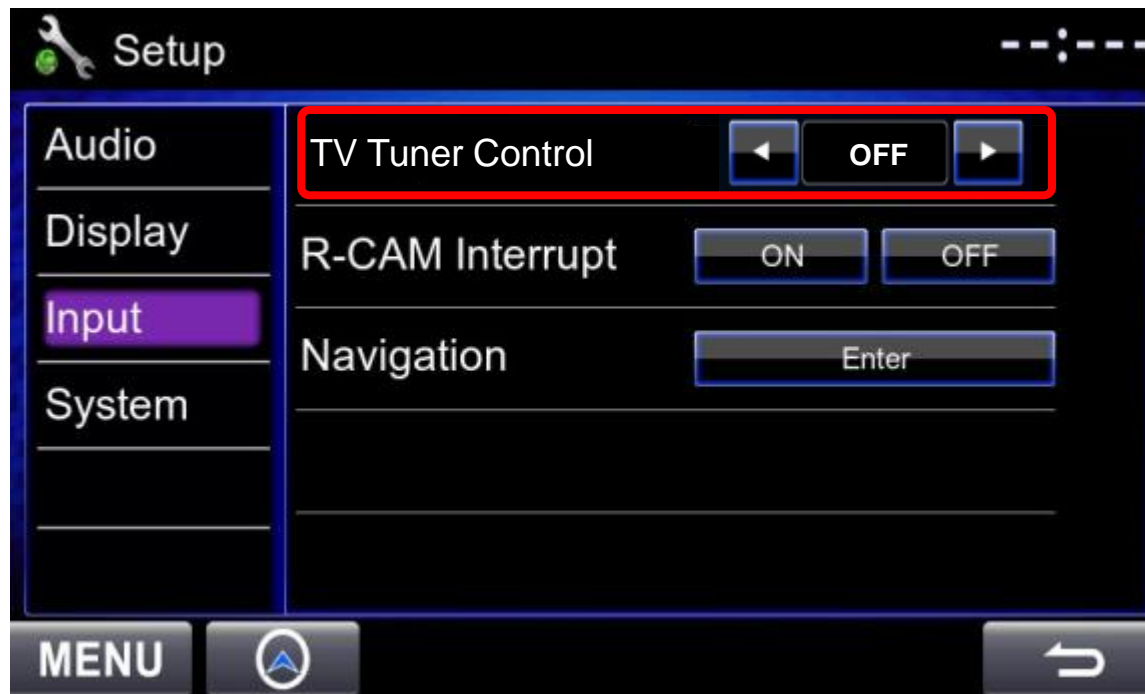 Setup
--:--
Audio
Display
Input
System
TV Tuner Control OFF
R-CAM Interrupt ON OFF
Navigation Enter
MENU